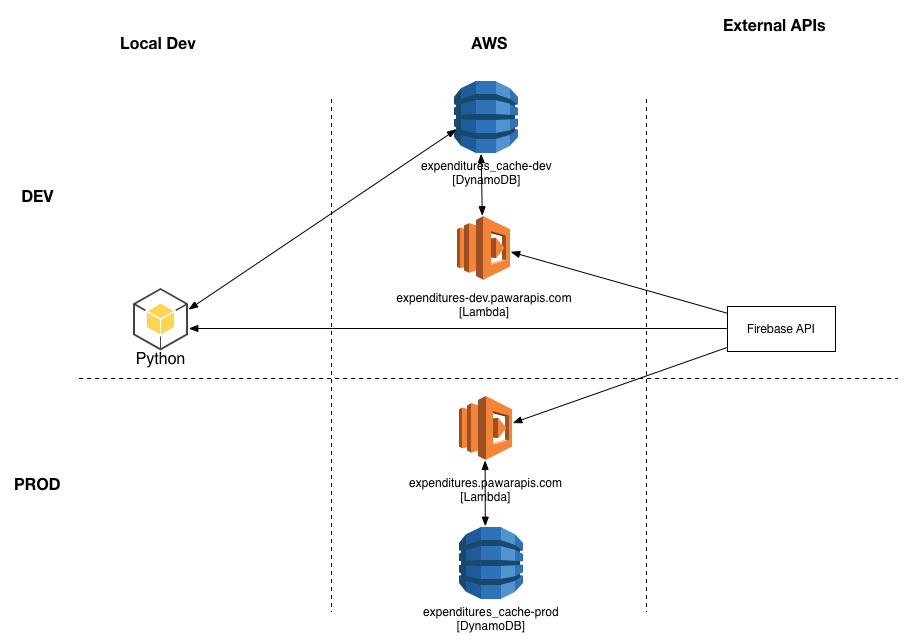 External APIs
Local Dev
AWS
expenditures_cache-dev
[DynamoDB]
DEV
expenditures-dev.pawarapis.com
[Lambda]
Firebase API
Python
expenditures.pawarapis.com
[Lambda]
PROD
expenditures_cache-prod
[DynamoDB]